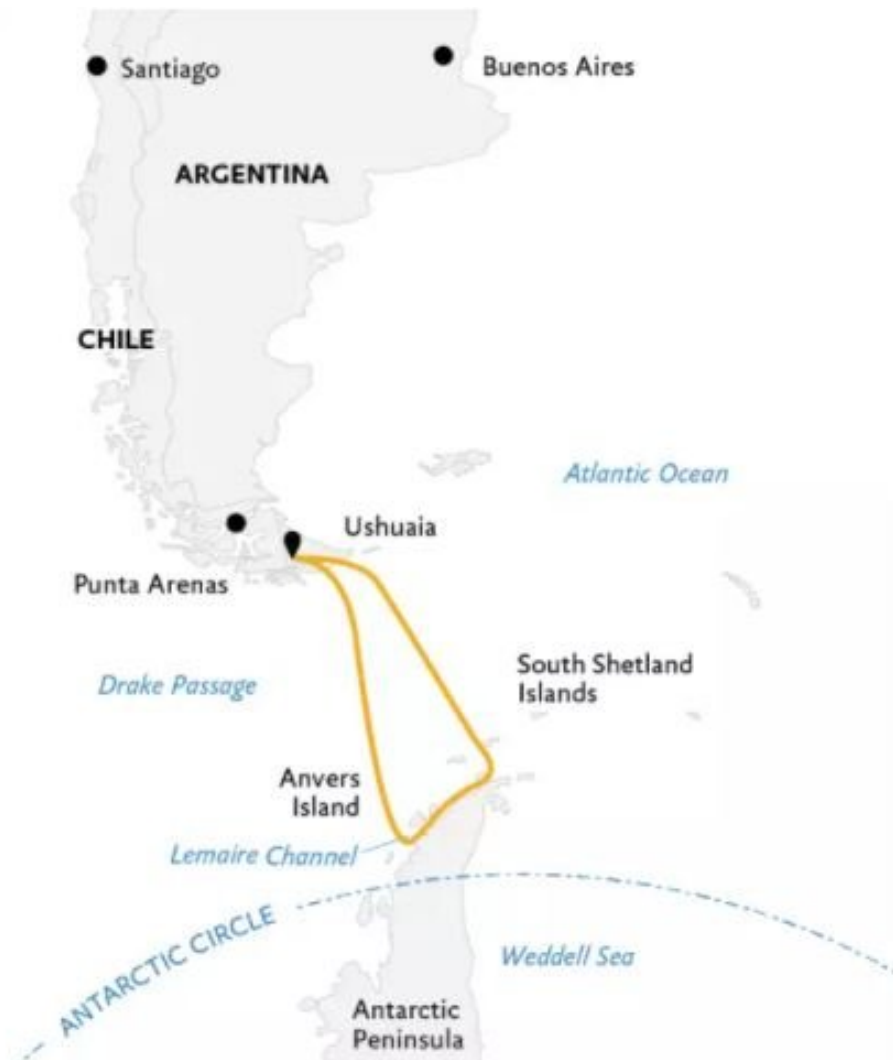 Santiago
Buenos Aires
ARGENTINA
CHILE
Atlantic Ocean
Ushuaia
Punta Arenas
South Shetland
Islands
Drake Passage
Anvers
Island
Lemaire Channel
ANTARCTIC CIRCLE
Weddell Sea
Antarctic
Peninsula